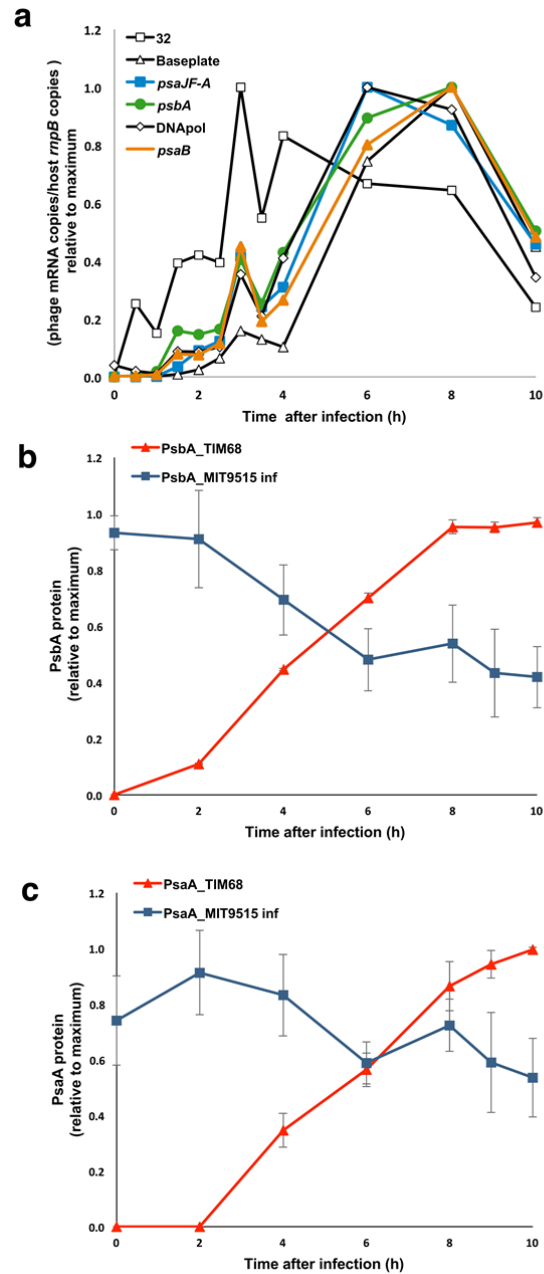 a
32
Baseplate
psaJF-A
psbA
DNApol
psaB
(phage mRNA copies/host rnpB copies )
relative to maximum
1.2
1.0
0.8
0.6
0.4
0.2
0.0
0 2 4 6 8 10
Time after infection (h)
b
PsbA_TIM68
PsbA_MIT9515 inf
PsbA protein
(relative to maximum)
1.2
1.0
0.8
0.6
0.4
0.2
0.0
0 2 4 6 8 10
Time after infection (h)
c
PsaA_TIM68
PsaA_MIT9515 inf
PsaA protein
(relative to maximum)
1.2
1.0
0.8
0.6
0.4
0.2
0.0
0 2 4 6 8 10
Time after infection (h)